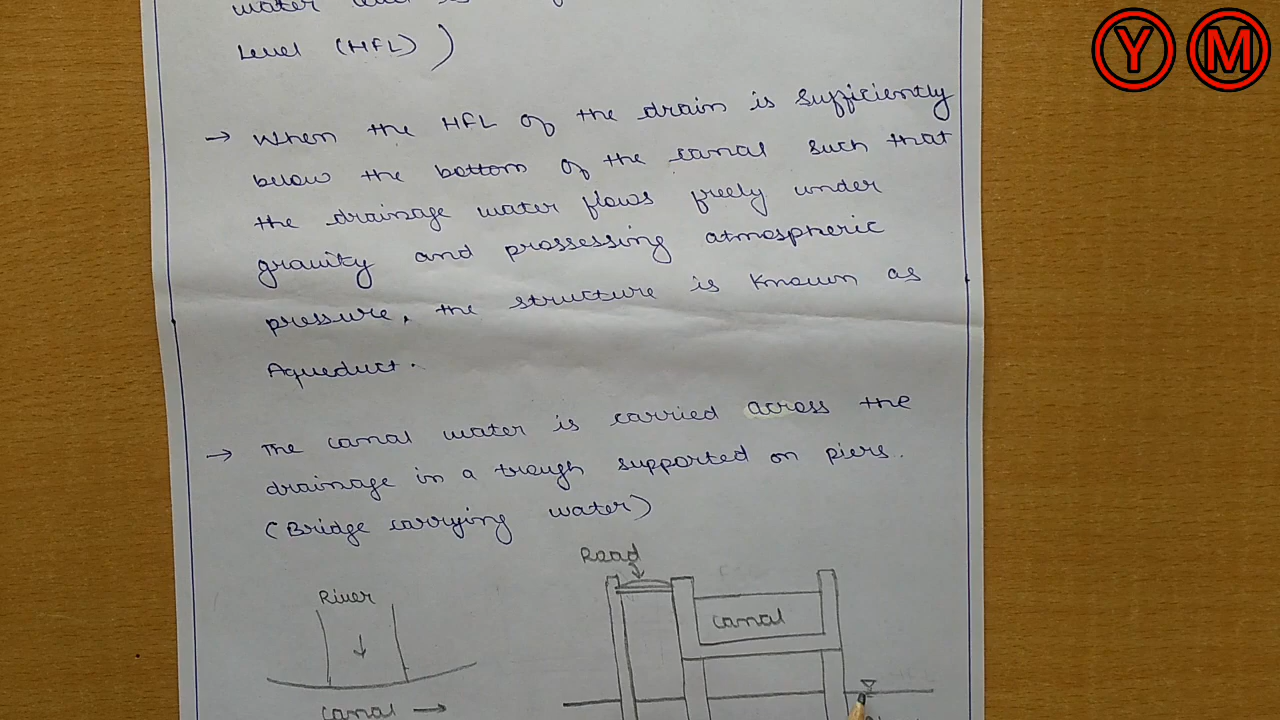 water
Level (HFL) )
→ When the HFL of the drain is sufficiently
below the bottom of the canal such that
the drainage water flows freely under
gravity and prossessing atmospheric
pressure, the structure is known as
Aqueduct.
→ The canal water is carried across the
drainage in a trough supported on piers.
(Bridge carrying water)
Road
River
canal
canal →
Y M